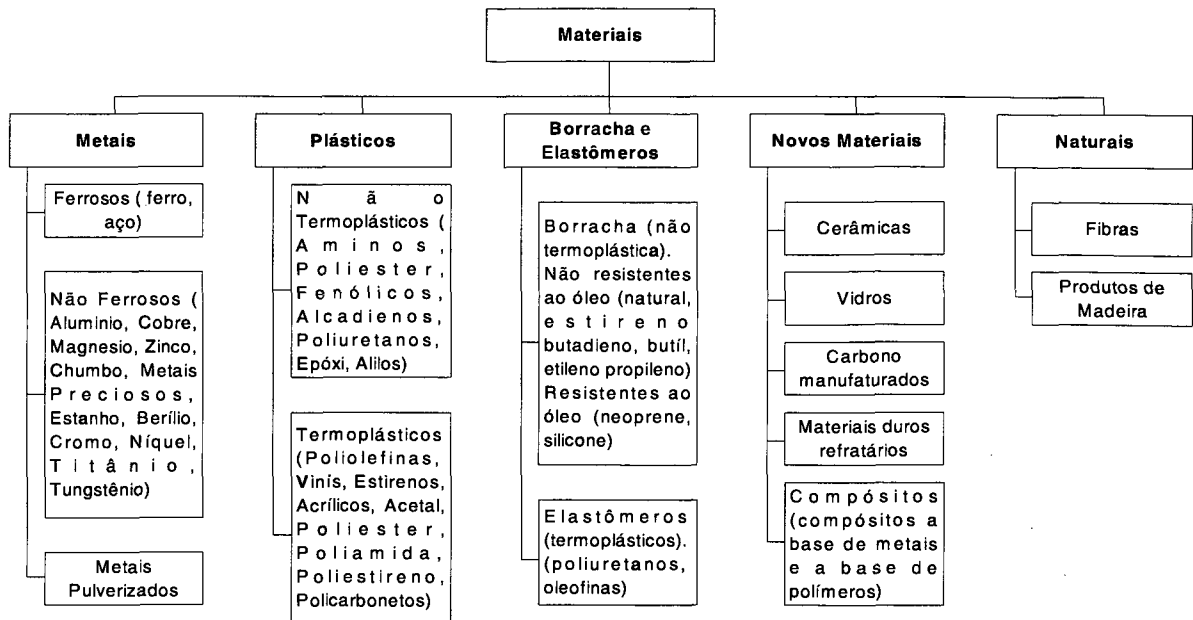 Materiais
Metais
Ferrosos ( ferro,
aço)
Não Ferrosos (
Aluminio, Cobre,
Magnesio, Zinco,
Chumbo, Metais
Preciosos,
Estanho, Berílio,
Cromo, Níquel,
Titânio,
Tungstênio)
Metais
Pulverizados
Plásticos
Não
Termoplásticos (
Aminos,
Poliester,
Fenólicos,
Alcadienos,
Poliuretanos,
Epóxi, Alilos)
Termoplásticos
(Poliolefinas,
Vinís, Estirenos,
Acrílicos, Acetal,
Poliester,
Poliamida,
Poliestireno,
Policarbonetos)
Borracha e
Elastômeros
Borracha (não
termoplástica).
Não resistentes
ao óleo (natural,
estireno
butadieno, butíl,
etileno propileno)
Resistentes ao
óleo (neoprene,
silicone)
Elastômeros
(termoplásticos).
(poliuretanos,
oleofinas)
Novos Materiais
Cerâmicas
Vidros
Carbono
manufaturados
Materiais duros
refratários
Compósitos
(compósitos a
base de metais
e a base de
polímeros)
Naturais
Fibras
Produtos de
Madeira